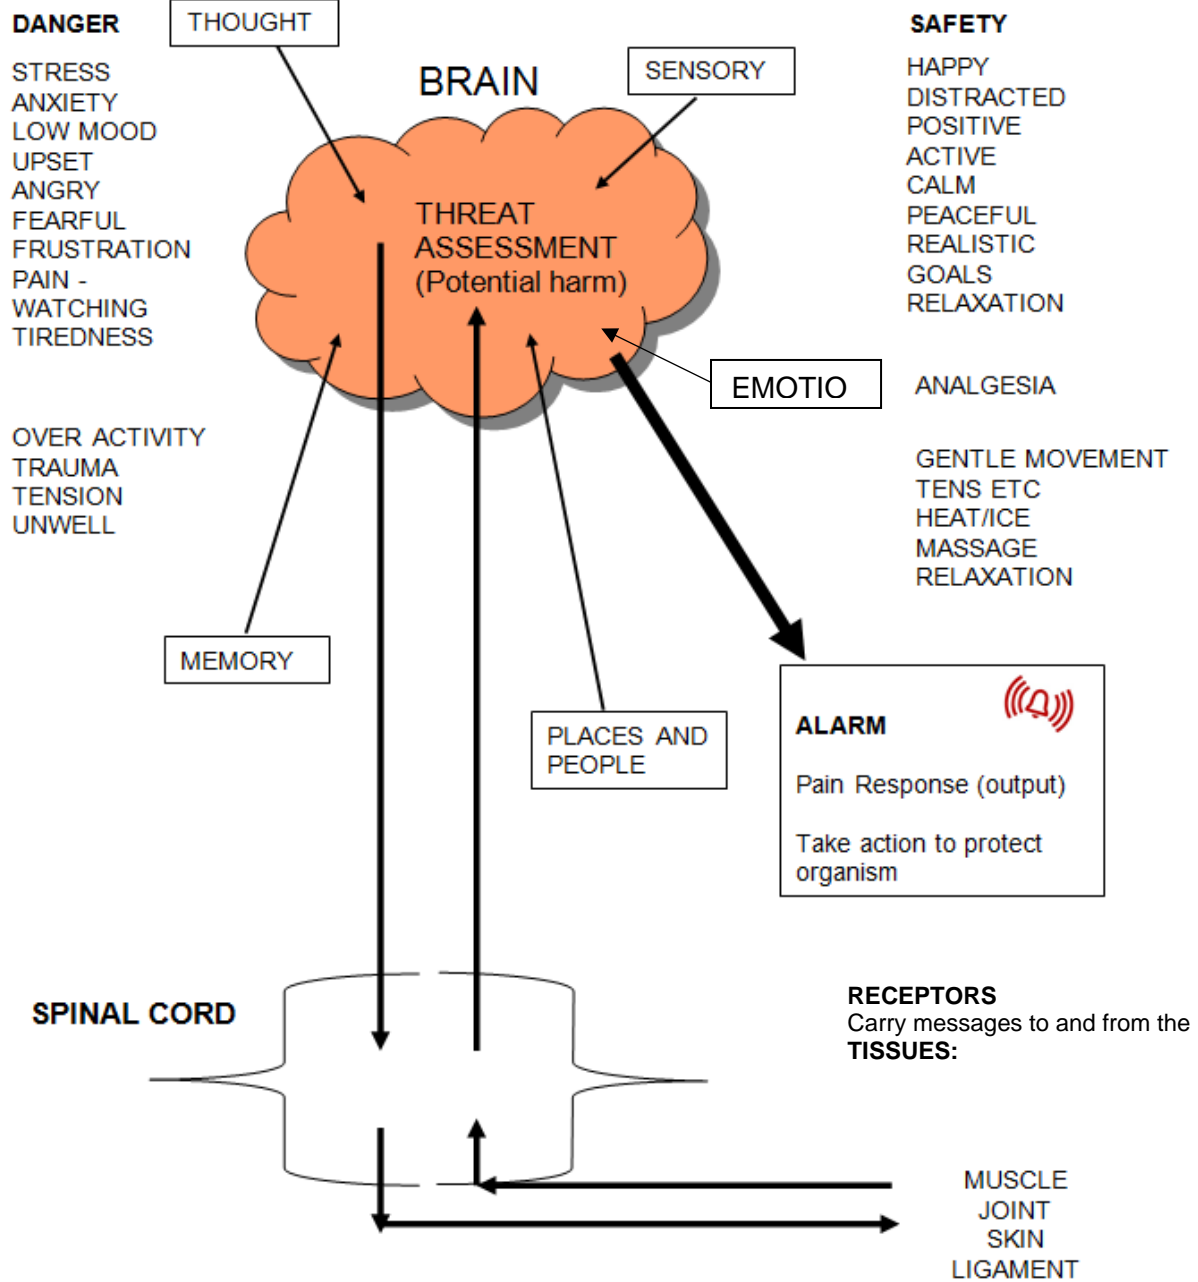 DANGER
STRESS
ANXIETY
LOW MOOD
UPSET
ANGRY
FEARFUL
FRUSTRATION
PAIN -
WATCHING
TIREDNESS
OVER ACTIVITY
TRAUMA
TENSION
UNWELL
THOUGHT
BRAIN
SENSORY
THREAT
ASSESSMENT
(Potential harm)
EMOTIO
MEMORY
PLACES AND
PEOPLE
SAFETY
HAPPY
DISTRACTED
POSITIVE
ACTIVE
CALM
PEACEFUL
REALISTIC
GOALS
RELAXATION
ANALGESIA
GENTLE MOVEMENT
TENS ETC
HEAT/ICE
MASSAGE
RELAXATION
ALARM
Pain Response (output)
Take action to protect
organism
SPINAL CORD
RECEPTORS
Carry messages to and from the
TISSUES:
MUSCLE
JOINT
SKIN
LIGAMENT